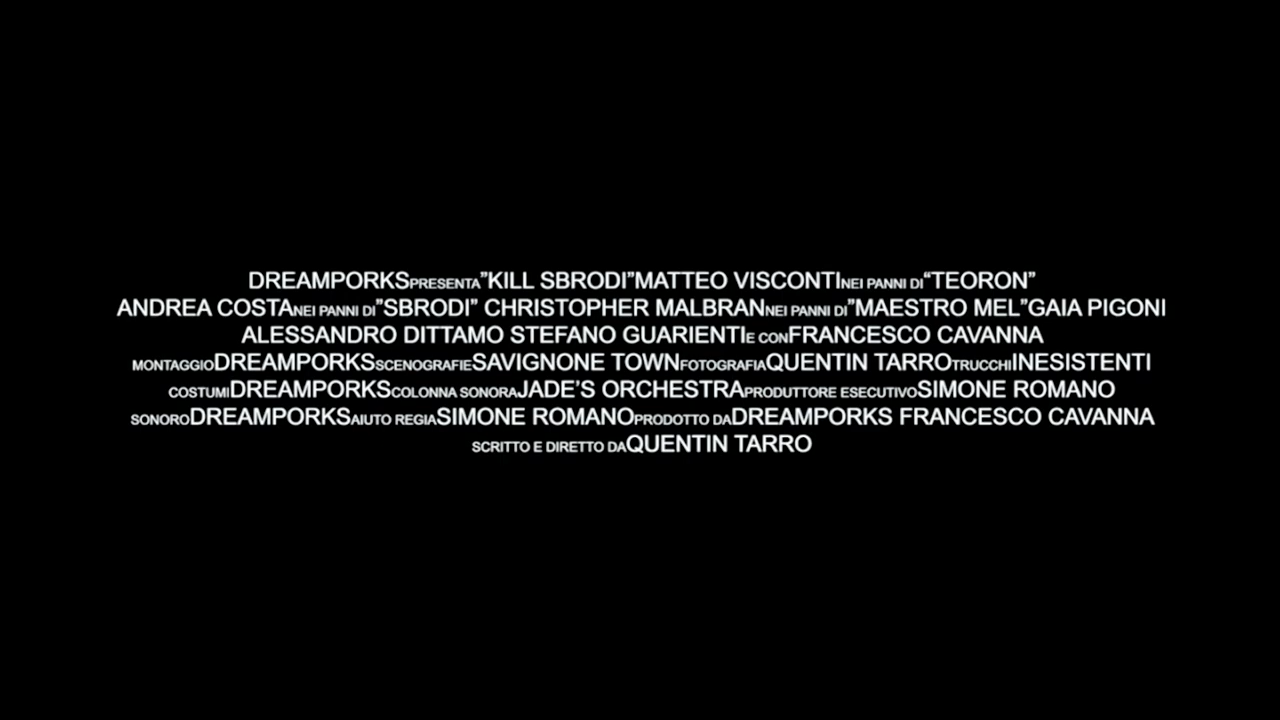 DREAMPORKSPRESENTA”KILL SBRODI”MATTEO VISCONTINEI PANNI DI“TEORON”
ANDREA COSTANEI PANNI DI”SBRODI” CHRISTOPHER MALBRANNEI PANNI DI”MAESTRO MEL”GAIA PIGONI
ALESSANDRO DITTAMO STEFANO GUARIENTIE CONFRANCESCO CAVANNA
MONTAGGIODREAMPORKSSCENOGRAFIESAVIGNONE TOWNFOTOGRAFIAQUENTIN TARROTRUCCHIINESISTENTI
COSTUMIDREAMPORKSCOLONNA SONORAJADE’S ORCHESTRAPRODUTTORE ESECUTIVOSIMONE ROMANO
SONORODREAMPORKSAIUTO REGIASIMONE ROMANOPRODOTTO DADREAMPORKS FRANCESCO CAVANNA
SCRITTO E DIRETTO DAQUENTIN TARRO